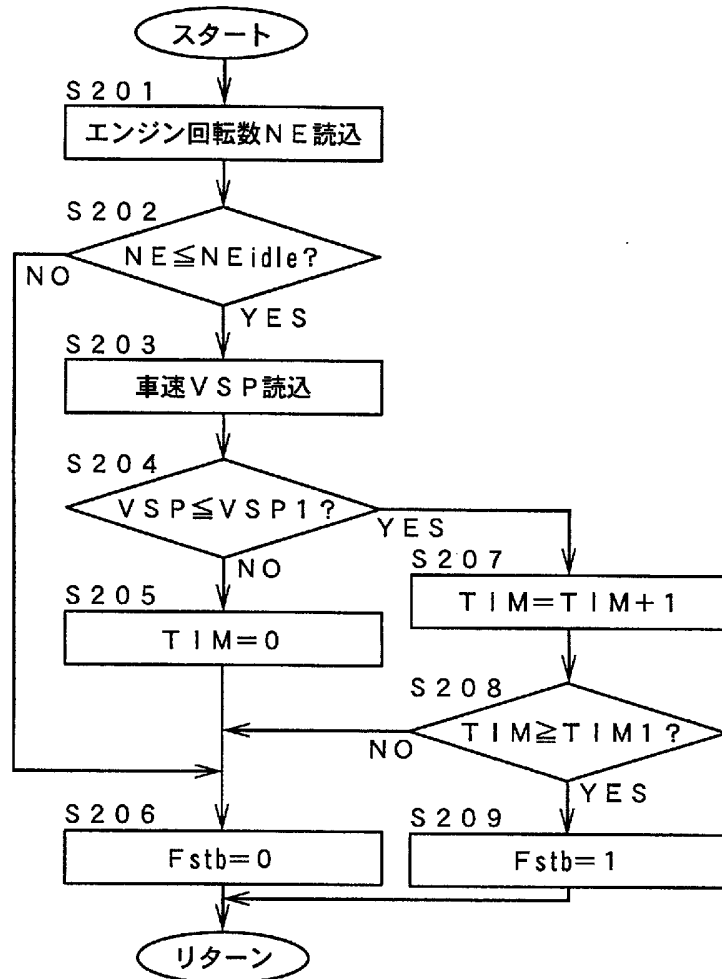 スタート
S201
エンジン回転数NE読込
S202
NE≦NEidle?
NO
YES
S203
車速VSP読込
S204
VSP≦VSP1?
YES
NO
S205
TIM=0
S207
TIM=TIM+1
S208
TIM≧TIM1?
NO
YES
S206
Fstb=0
S209
Fstb=1
リターン